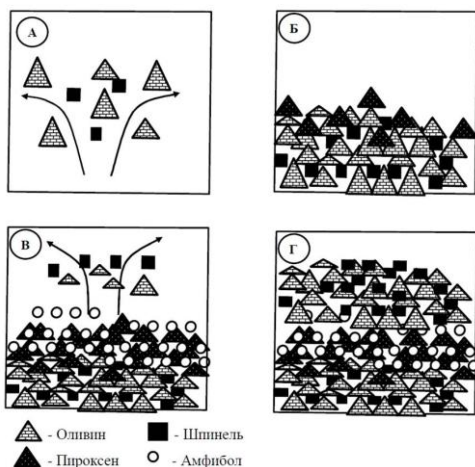 А
Б
В
Г
- Оливин
- Шпинель
- Пироксен
- Амфибол